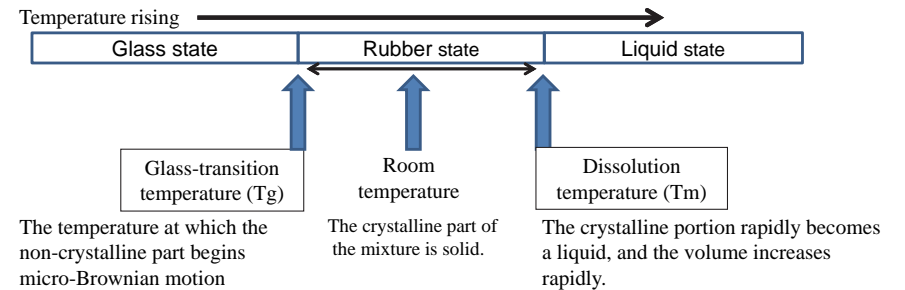 Temperature rising
Glass state
Rubber state
Liquid state
Glass-transition
temperature (Tg)
Room
temperature
Dissolution
temperature (Tm)
The temperature at which the
non-crystalline part begins
micro-Brownian motion
The crystalline part of
the mixture is solid.
The crystalline portion rapidly becomes
a liquid, and the volume increases
rapidly.